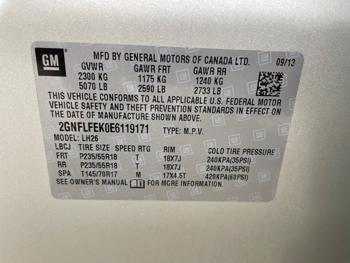 GM
MFD BY GENERAL MOTORS OF CANADA LTD. 09/13
GVWR GAWR FRT GAWR RR
2300 KG 1175 KG 1240 KG
5070 LB 2590 LB 2733 LB
THIS VEHICLE CONFORMS TO ALL APPLICABLE U.S. FEDERAL MOTOR
VEHICLE SAFETY AND THEFT PREVENTION STANDARDS IN EFFECT
ON THE DATE OF MANUFACTURE SHOWN ABOVE.
2GNFLFEK0E6119171 TYPE: M.P.V.
MODEL: LH26
LBCJ TIRE SIZE SPEED RTG RIM COLD TIRE PRESSURE
FRT P235/55R18 T 18X7J 240KPA(35PSI)
RR P235/55R18 T 18X7J 240KPA(35PSI)
SPA T145/70R17 M 17X4.5T 420KPA(60PSI)
SEE OWNER'S MANUAL FOR MORE INFORMATION.